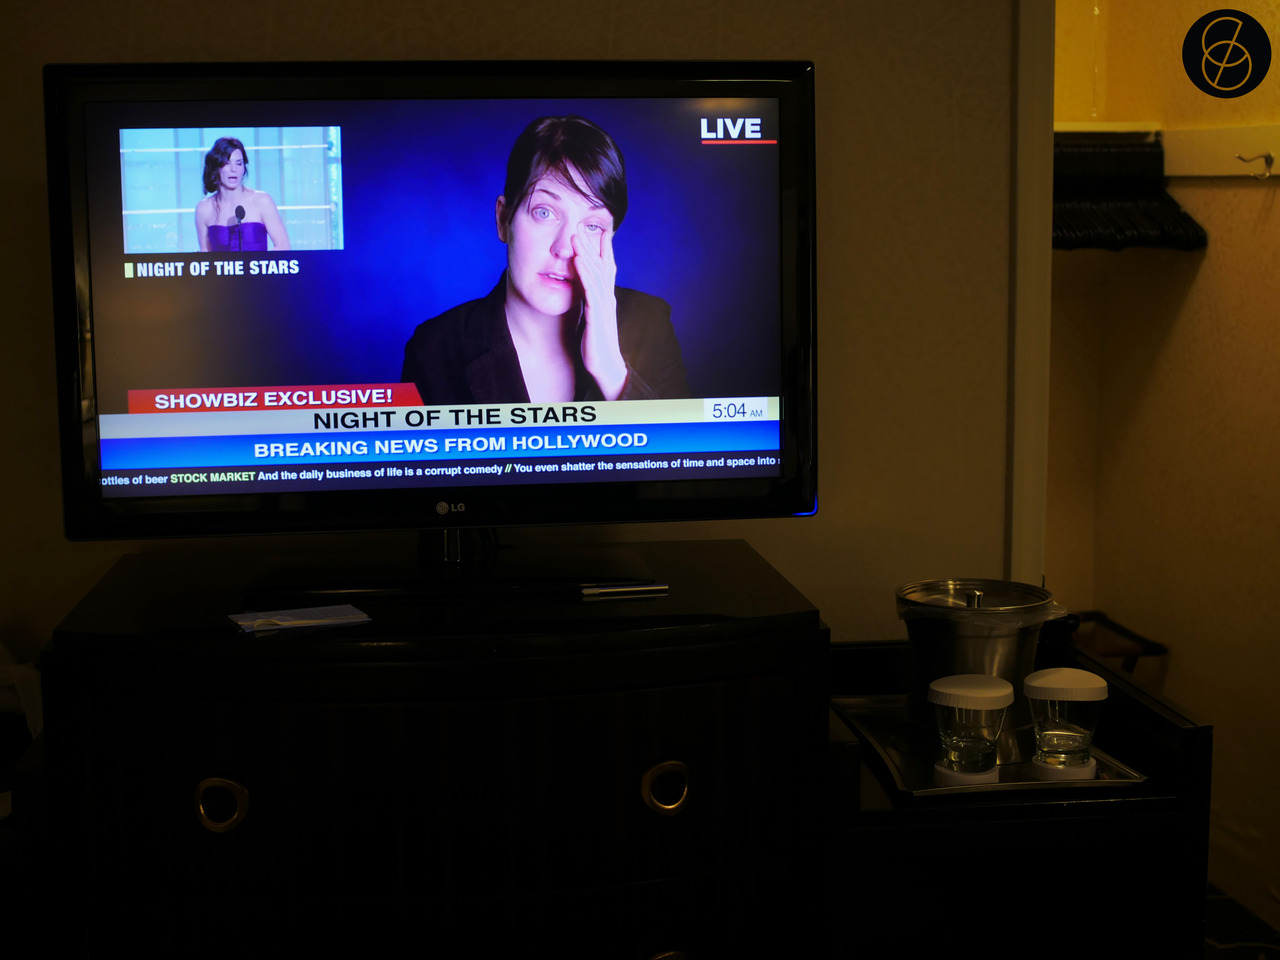 LIVE
NIGHT OF THE STARS
SHOWBIZ EXCLUSIVE!
NIGHT OF THE STARS
5:04 AM
BREAKING NEWS FROM HOLLYWOOD
of beer STOCK MARKET And the daily business of life is a corrupt comedy // You even shatter the sensations of time and space into
LG